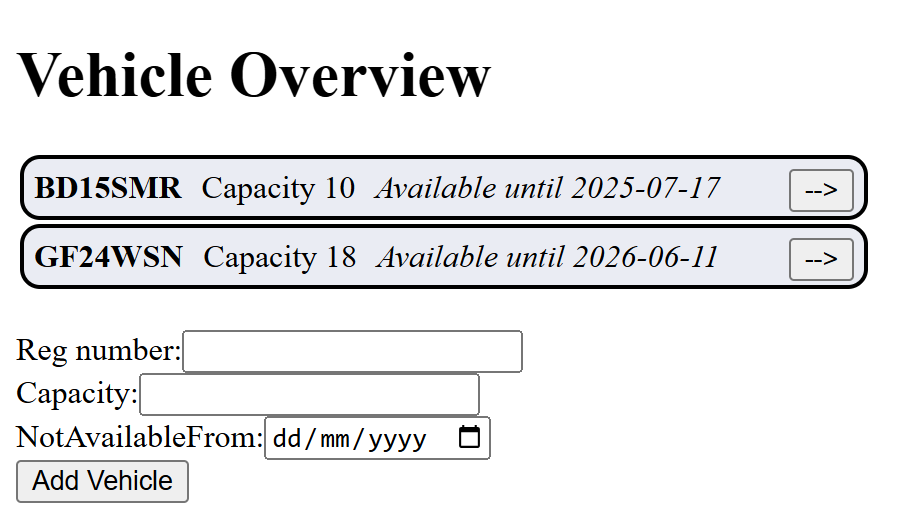 Vehicle Overview
BD15SMR Capacity 10 Available until 2025-07-17 -->
GF24WSN Capacity 18 Available until 2026-06-11 -->
Reg number:
Capacity:
NotAvailableFrom: dd/mm/yyyy
Add Vehicle